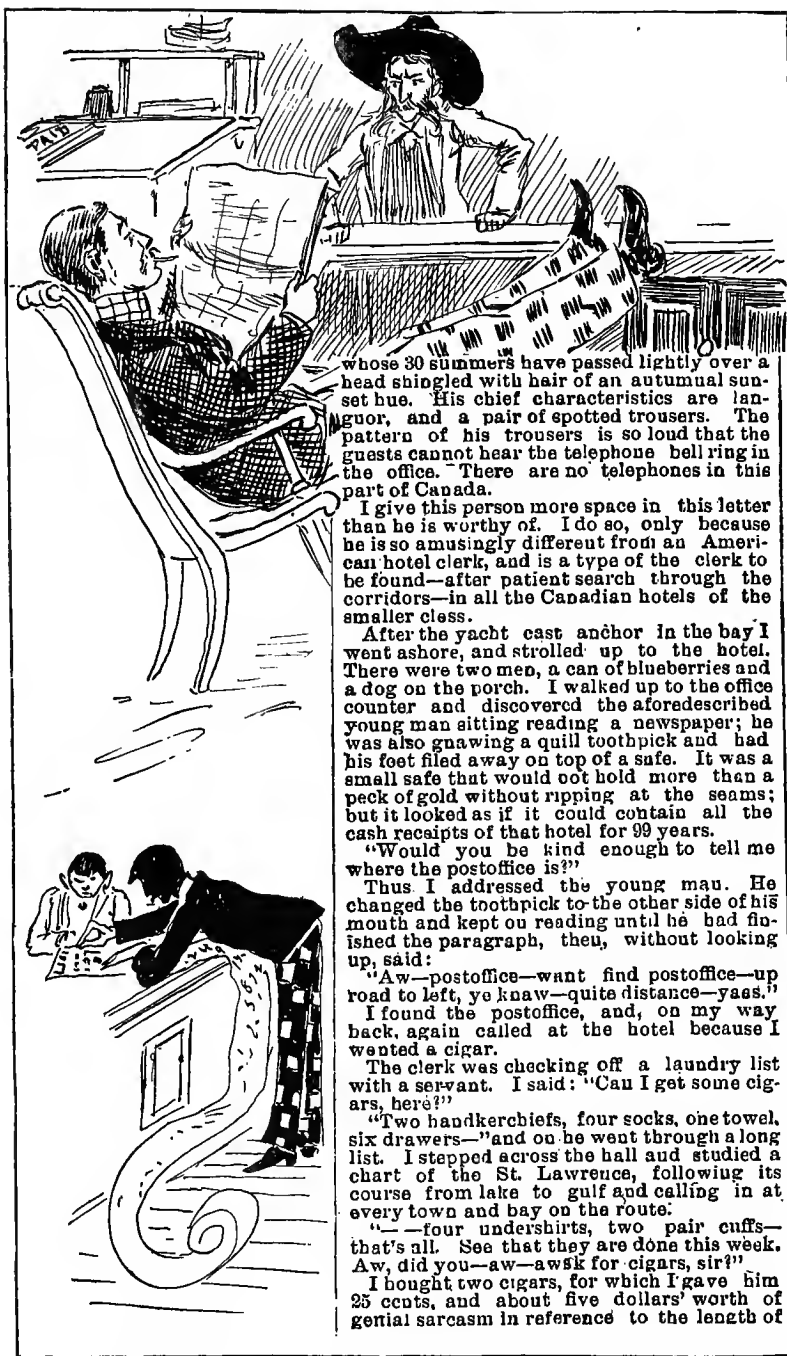 PAID
whose 30 summers have passed lightly over a
head shingled with hair of an autumual sun-
set hue. His chief characteristics are lan-
guor, and a pair of spotted trousers. The
pattern of his trousers is so loud that the
guests cannot hear the telephone bell ring in
the office. There are no telephones in this
part of Canada.
I give this person more space in this letter
than he is worthy of. I do so, only because
he is so amusingly different from an Ameri-
can hotel clerk, and is a type of the clerk to
be found—after patient search through the
corridors—in all the Canadian hotels of the
smaller class.
After the yacht cast anchor in the bay I
went ashore, and strolled up to the hotel.
There were two men, a can of blueberries and
a dog on the porch. I walked up to the office
counter and discovered the aforedescribed
young man sitting reading a newspaper; he
was also gnawing a quill toothpick and had
his feet filed away on top of a safe. It was a
small safe that would not hold more than a
peck of gold without ripping at the seams;
but it looked as if it could contain all the
cash receipts of that hotel for 99 years.
"Would you be kind enough to tell me
where the postoffice is?"
Thus I addressed the young man. He
changed the toothpick to the other side of his
mouth and kept on reading until he had fin-
ished the paragraph, then, without looking
up, said:
"Aw—postoffice—want find postoffice—up
road to left, ye knaw—quite distance—yaas."
I found the postoffice, and, on my way
back, again called at the hotel because I
wanted a cigar.
The clerk was checking off a laundry list
with a servant. I said: "Can I get some cig-
ars, here?"
"Two handkerchiefs, four socks, one towel,
six drawers—"and on he went through a long
list. I stepped across the hall and studied a
chart of the St. Lawrence, following its
course from lake to gulf and calling in at
every town and bay on the route:
"— —four undershirts, two pair cuffs—
that's all. See that they are done this week.
Aw, did you—aw—awsk for cigars, sir?"
I bought two cigars, for which I gave him
25 cents, and about five dollars' worth of
genial sarcasm in reference to the length of